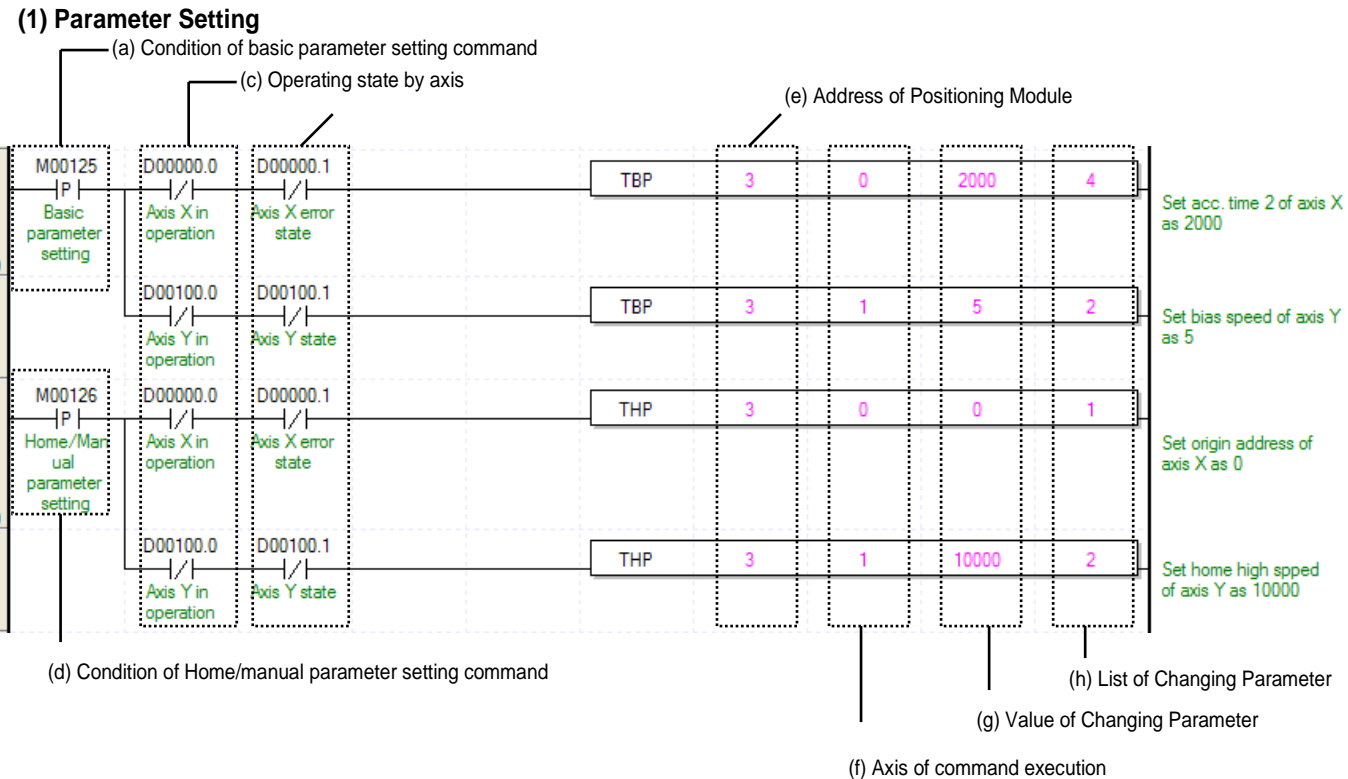 (1) Parameter Setting
(a) Condition of basic parameter setting command
(c) Operating state by axis
(e) Address of Positioning Module
M00125
P
Basic
parameter
setting
D00000.0
Axis X in
operation
D00000.1
Axis X error
state
TBP 3 0 2000 4
Set acc. time 2 of axis X
as 2000
D00100.0
Axis Y in
operation
D00100.1
Axis Y state
TBP 3 1 5 2
Set bias speed of axis Y
as 5
M00126
P
Home/Man
ual
parameter
setting
D00000.0
Axis X in
operation
D00000.1
Axis X error
state
THP 3 0 0 1
Set origin address of
axis X as 0
D00100.0
Axis Y in
operation
D00100.1
Axis Y state
THP 3 1 10000 2
Set home high spped
of axis Y as 10000
(d) Condition of Home/manual parameter setting command
(h) List of Changing Parameter
(g) Value of Changing Parameter
(f) Axis of command execution